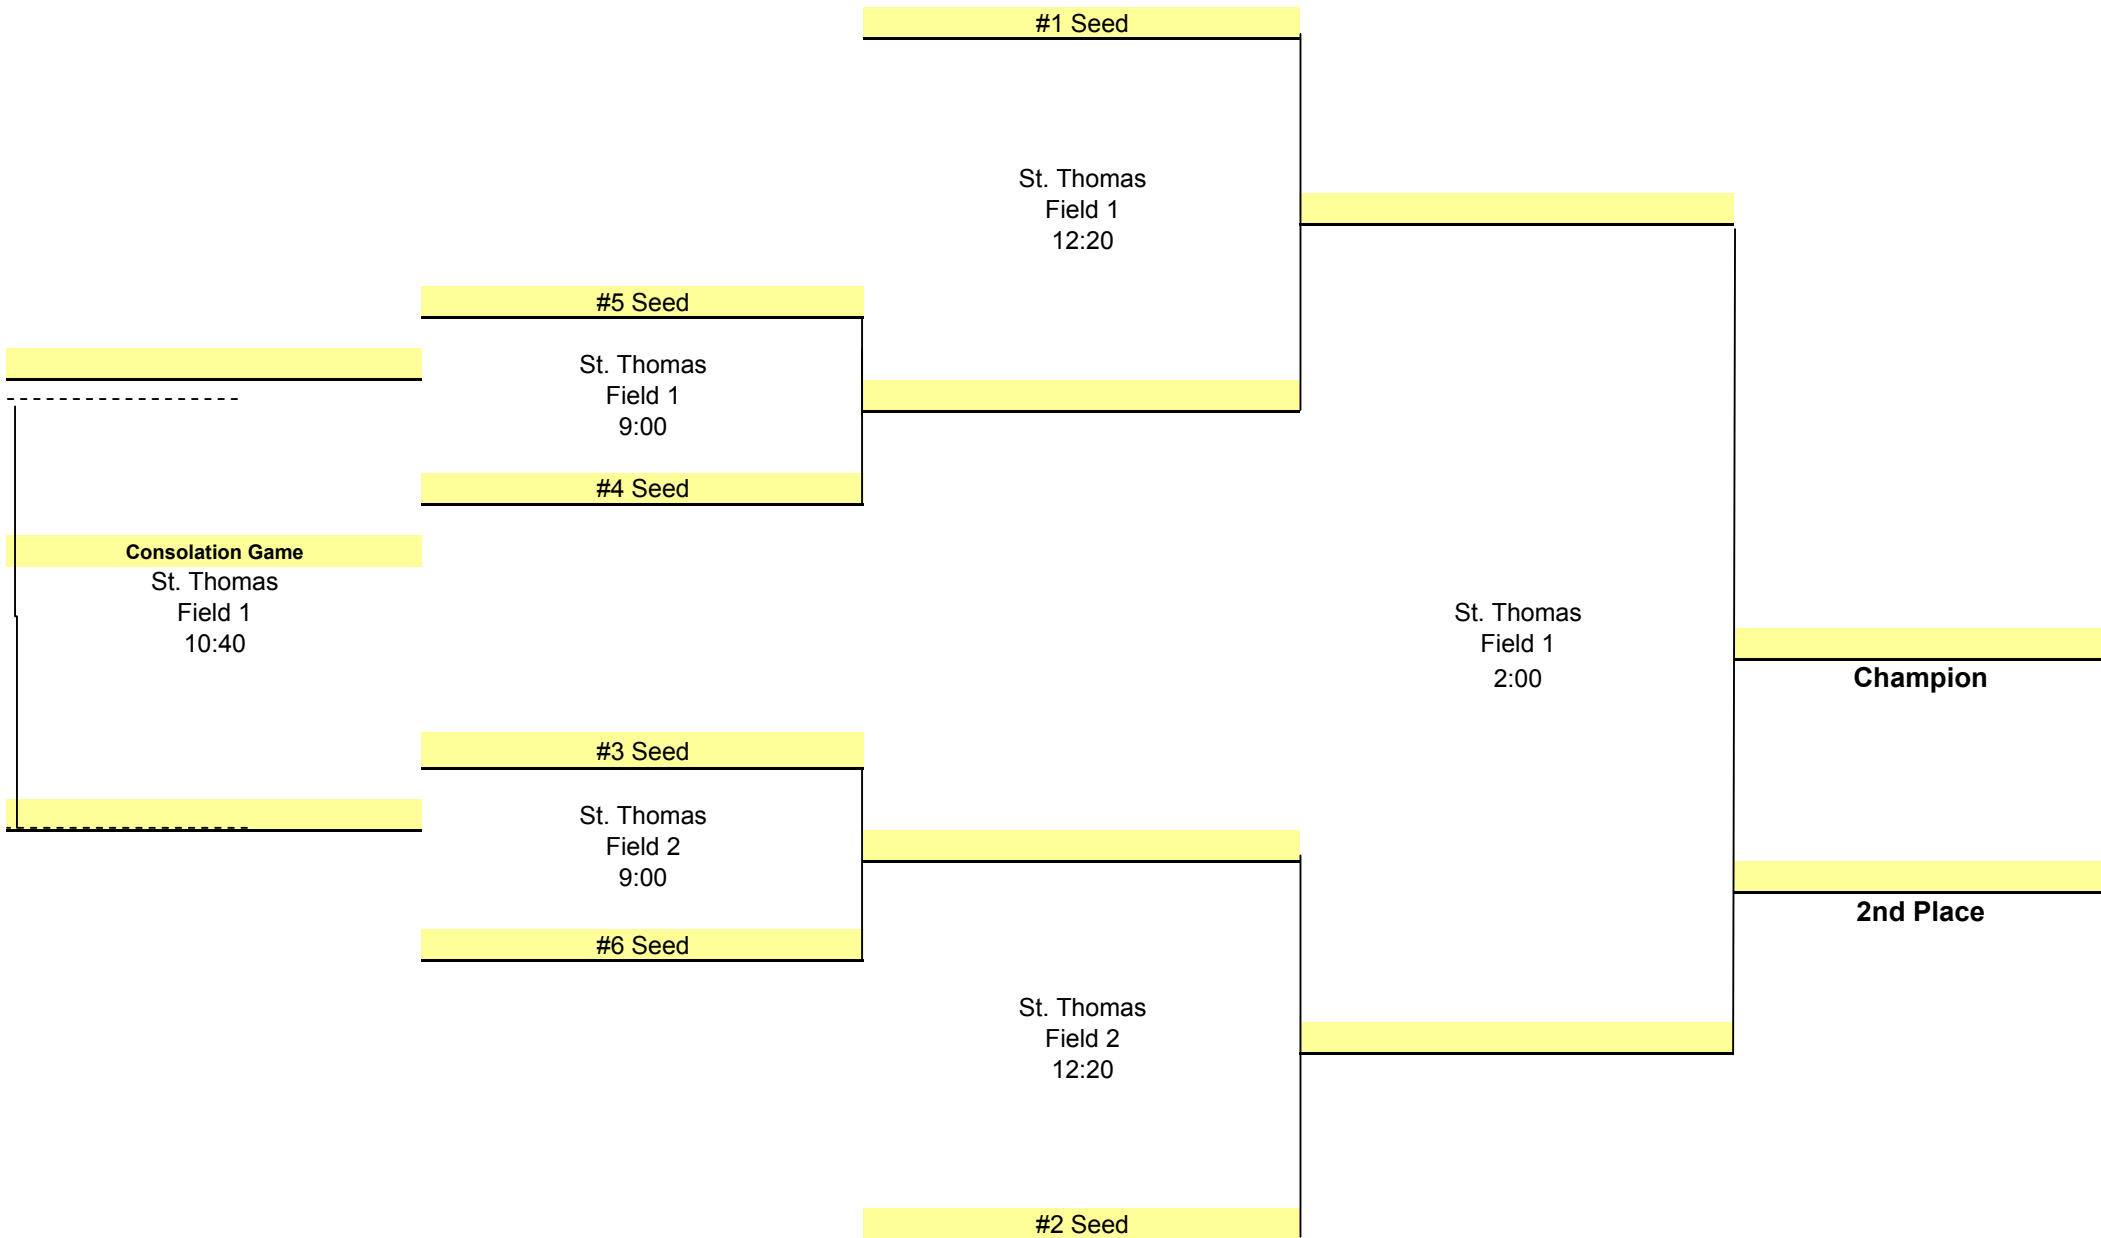 #1 Seed
St. Thomas
Field 1
12:20
#5 Seed
St. Thomas
Field 1
9:00
#4 Seed
Consolation Game
St. Thomas
Field 1
10:40
St. Thomas
Field 1
2:00
Champion
#3 Seed
St. Thomas
Field 2
9:00
2nd Place
#6 Seed
St. Thomas
Field 2
12:20
#2 Seed